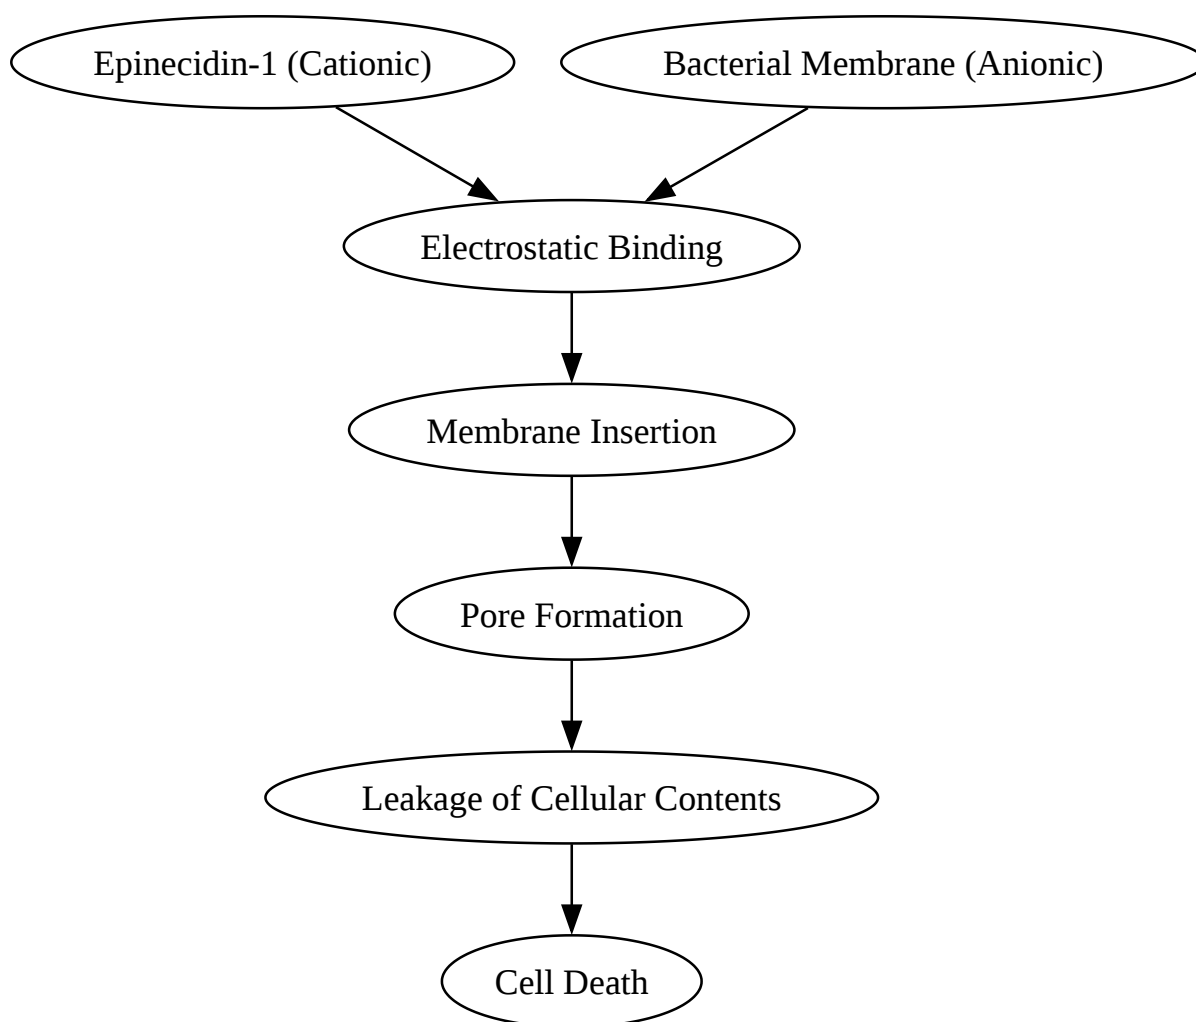 Epinecidin-1 (Cationic)
Bacterial Membrane (Anionic)
Electrostatic Binding
Membrane Insertion
Pore Formation
Leakage of Cellular Contents
Cell Death